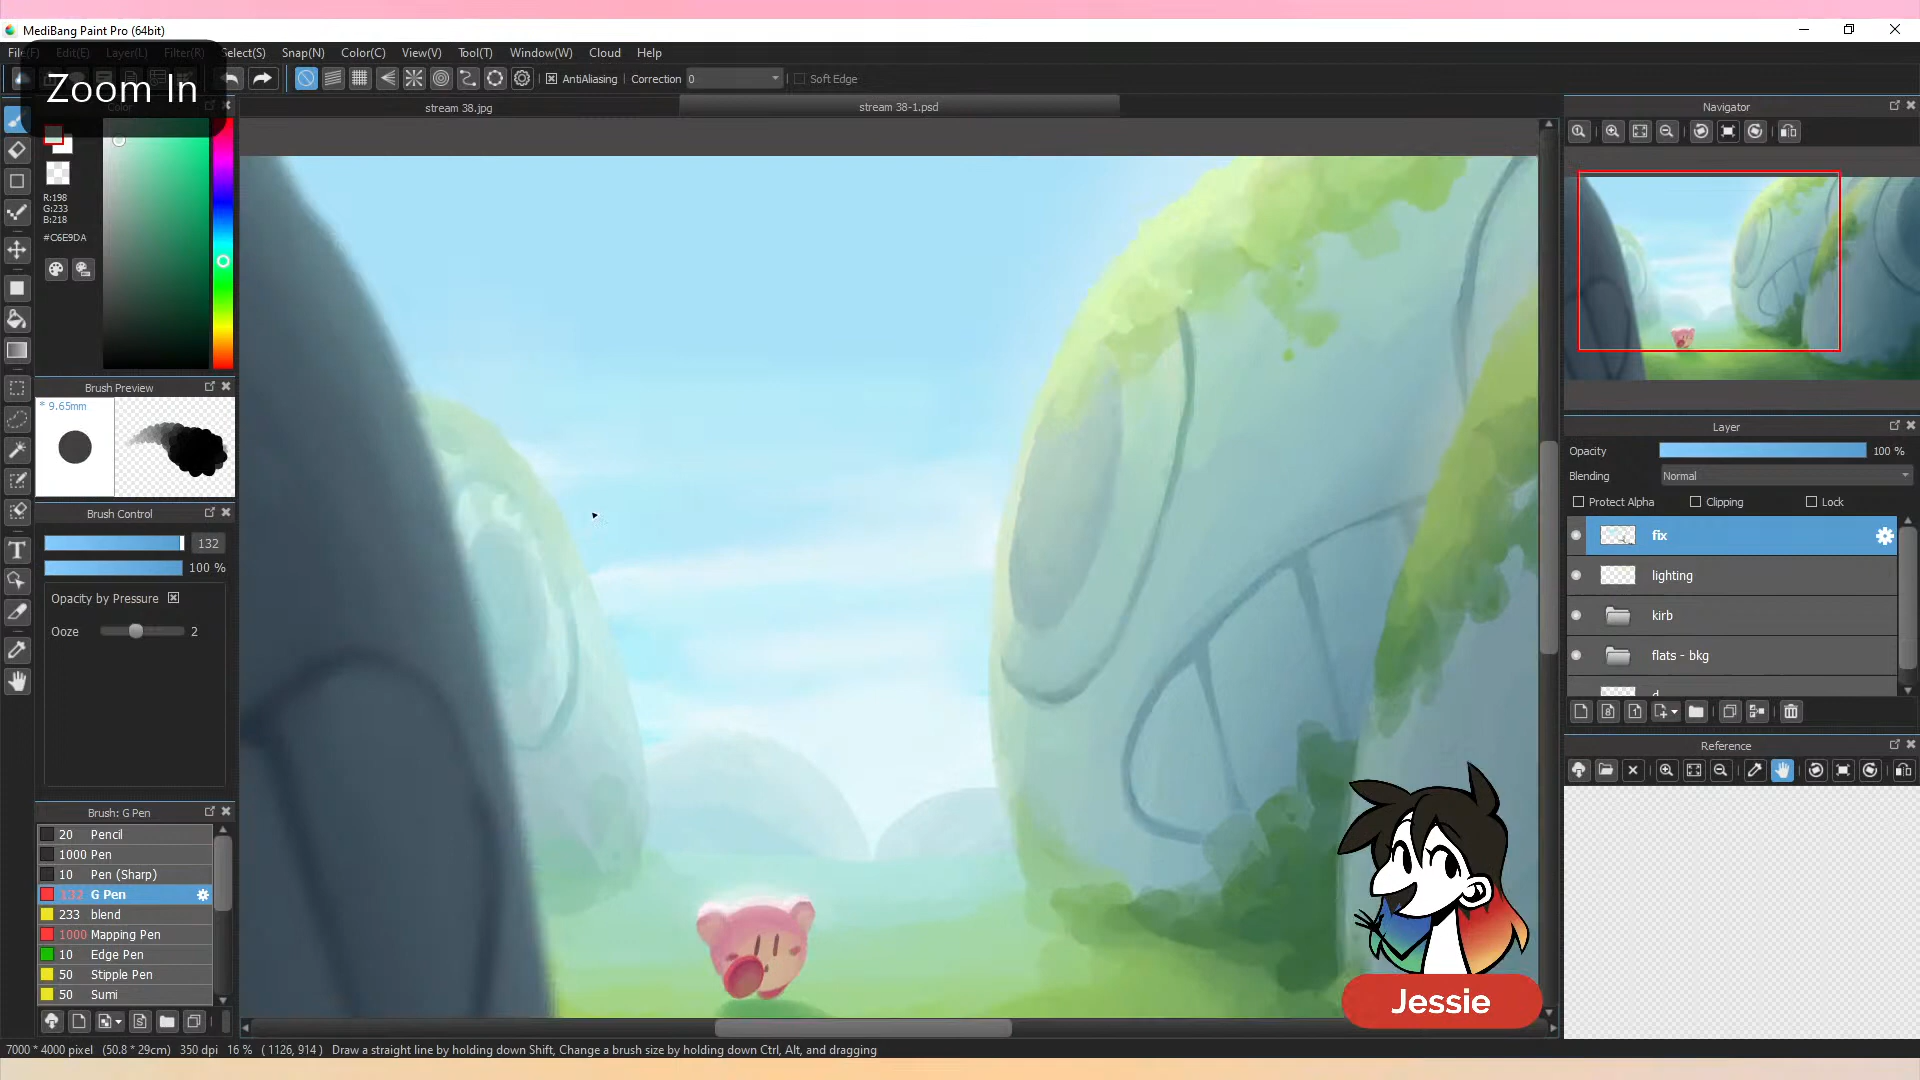 MediBang Paint Pro (64bit)
File(F) Edit(E) Layer(L) Filter(R) Select(S) Snap(N) Color(C) View(V) Tool(T) Window(W) Cloud Help
Zoom In
AntiAliasing Correction 0 Soft Edge
Color
stream 38.jpg
stream 38-1.psd
Navigator
R:198
G:233
B:218
#C6E9DA
Brush Preview
* 9.65mm
Brush Control
132
100 %
Opacity by Pressure
Ooze 2
Brush: G Pen
20 Pencil
1000 Pen
10 Pen (Sharp)
132 G Pen
233 blend
1000 Mapping Pen
10 Edge Pen
50 Stipple Pen
50 Sumi
Layer
Opacity 100 %
Blending Normal
Protect Alpha Clipping Lock
fix
lighting
kirb
flats - bkg
Reference
Jessie
7000 * 4000 pixel (50.8 * 29cm) 350 dpi 16 % ( 1126, 914 ) Draw a straight line by holding down Shift, Change a brush size by holding down Ctrl, Alt, and dragging